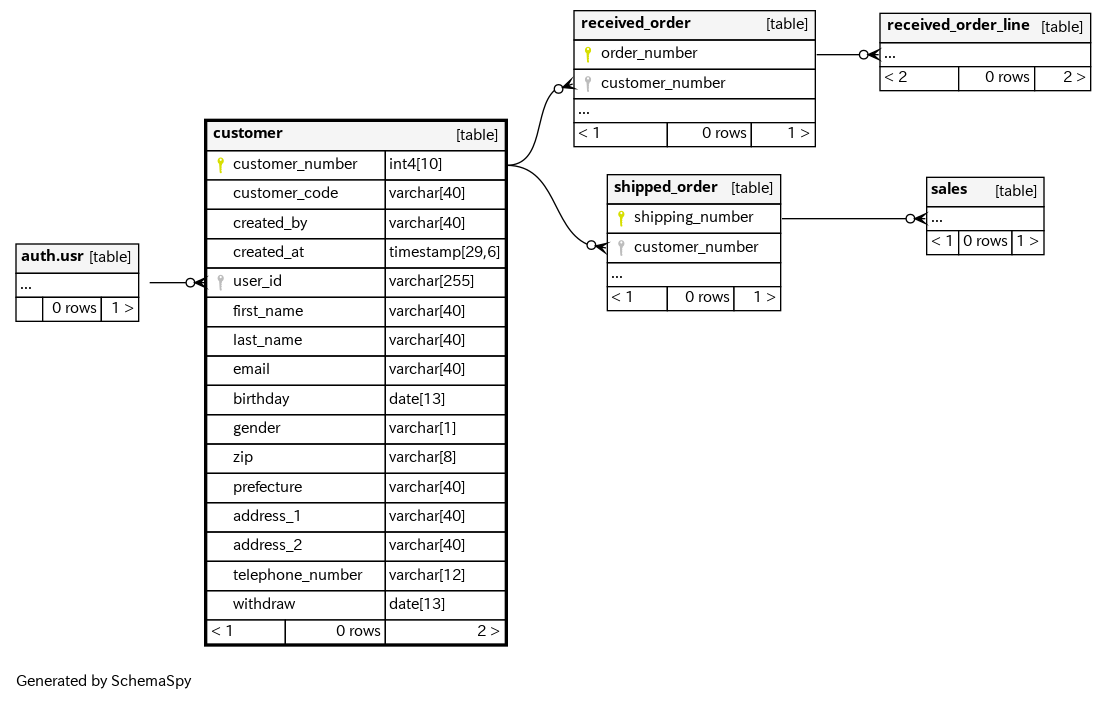 received_order [table]
order_number
customer_number
...
< 1 0 rows 1 >
received_order_line [table]
...
< 2 0 rows 2 >
customer [table]
customer_number int4[10]
customer_code varchar[40]
created_by varchar[40]
created_at timestamp[29,6]
user_id varchar[255]
first_name varchar[40]
last_name varchar[40]
email varchar[40]
birthday date[13]
gender varchar[1]
zip varchar[8]
prefecture varchar[40]
address_1 varchar[40]
address_2 varchar[40]
telephone_number varchar[12]
withdraw date[13]
< 1 0 rows 2 >
shipped_order [table]
shipping_number
customer_number
...
< 1 0 rows 1 >
sales [table]
...
< 1 0 rows 1 >
auth.usr [table]
...
0 rows 1 >
Generated by SchemaSpy